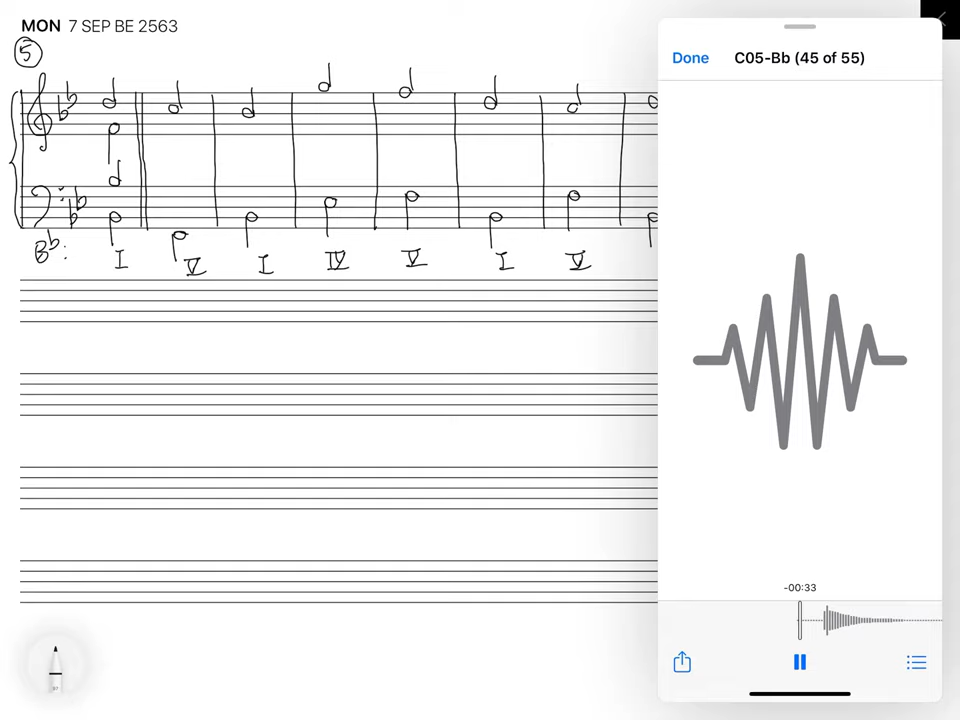 MON 7 SEP BE 2563
5
Done C05-Bb (45 of 55)
Bb: I V I IV V I V
-00:33